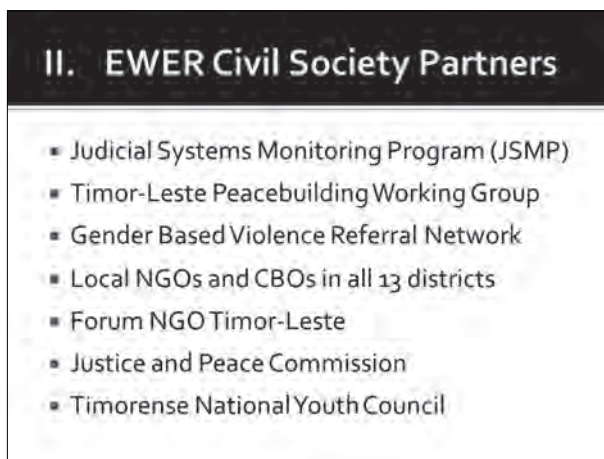 II. EWER Civil Society Partners
▪ Judicial Systems Monitoring Program (JSMP)
▪ Timor-Leste Peacebuilding Working Group
▪ Gender Based Violence Referral Network
▪ Local NGOs and CBOs in all 13 districts
▪ Forum NGO Timor-Leste
▪ Justice and Peace Commission
▪ Timorense National Youth Council